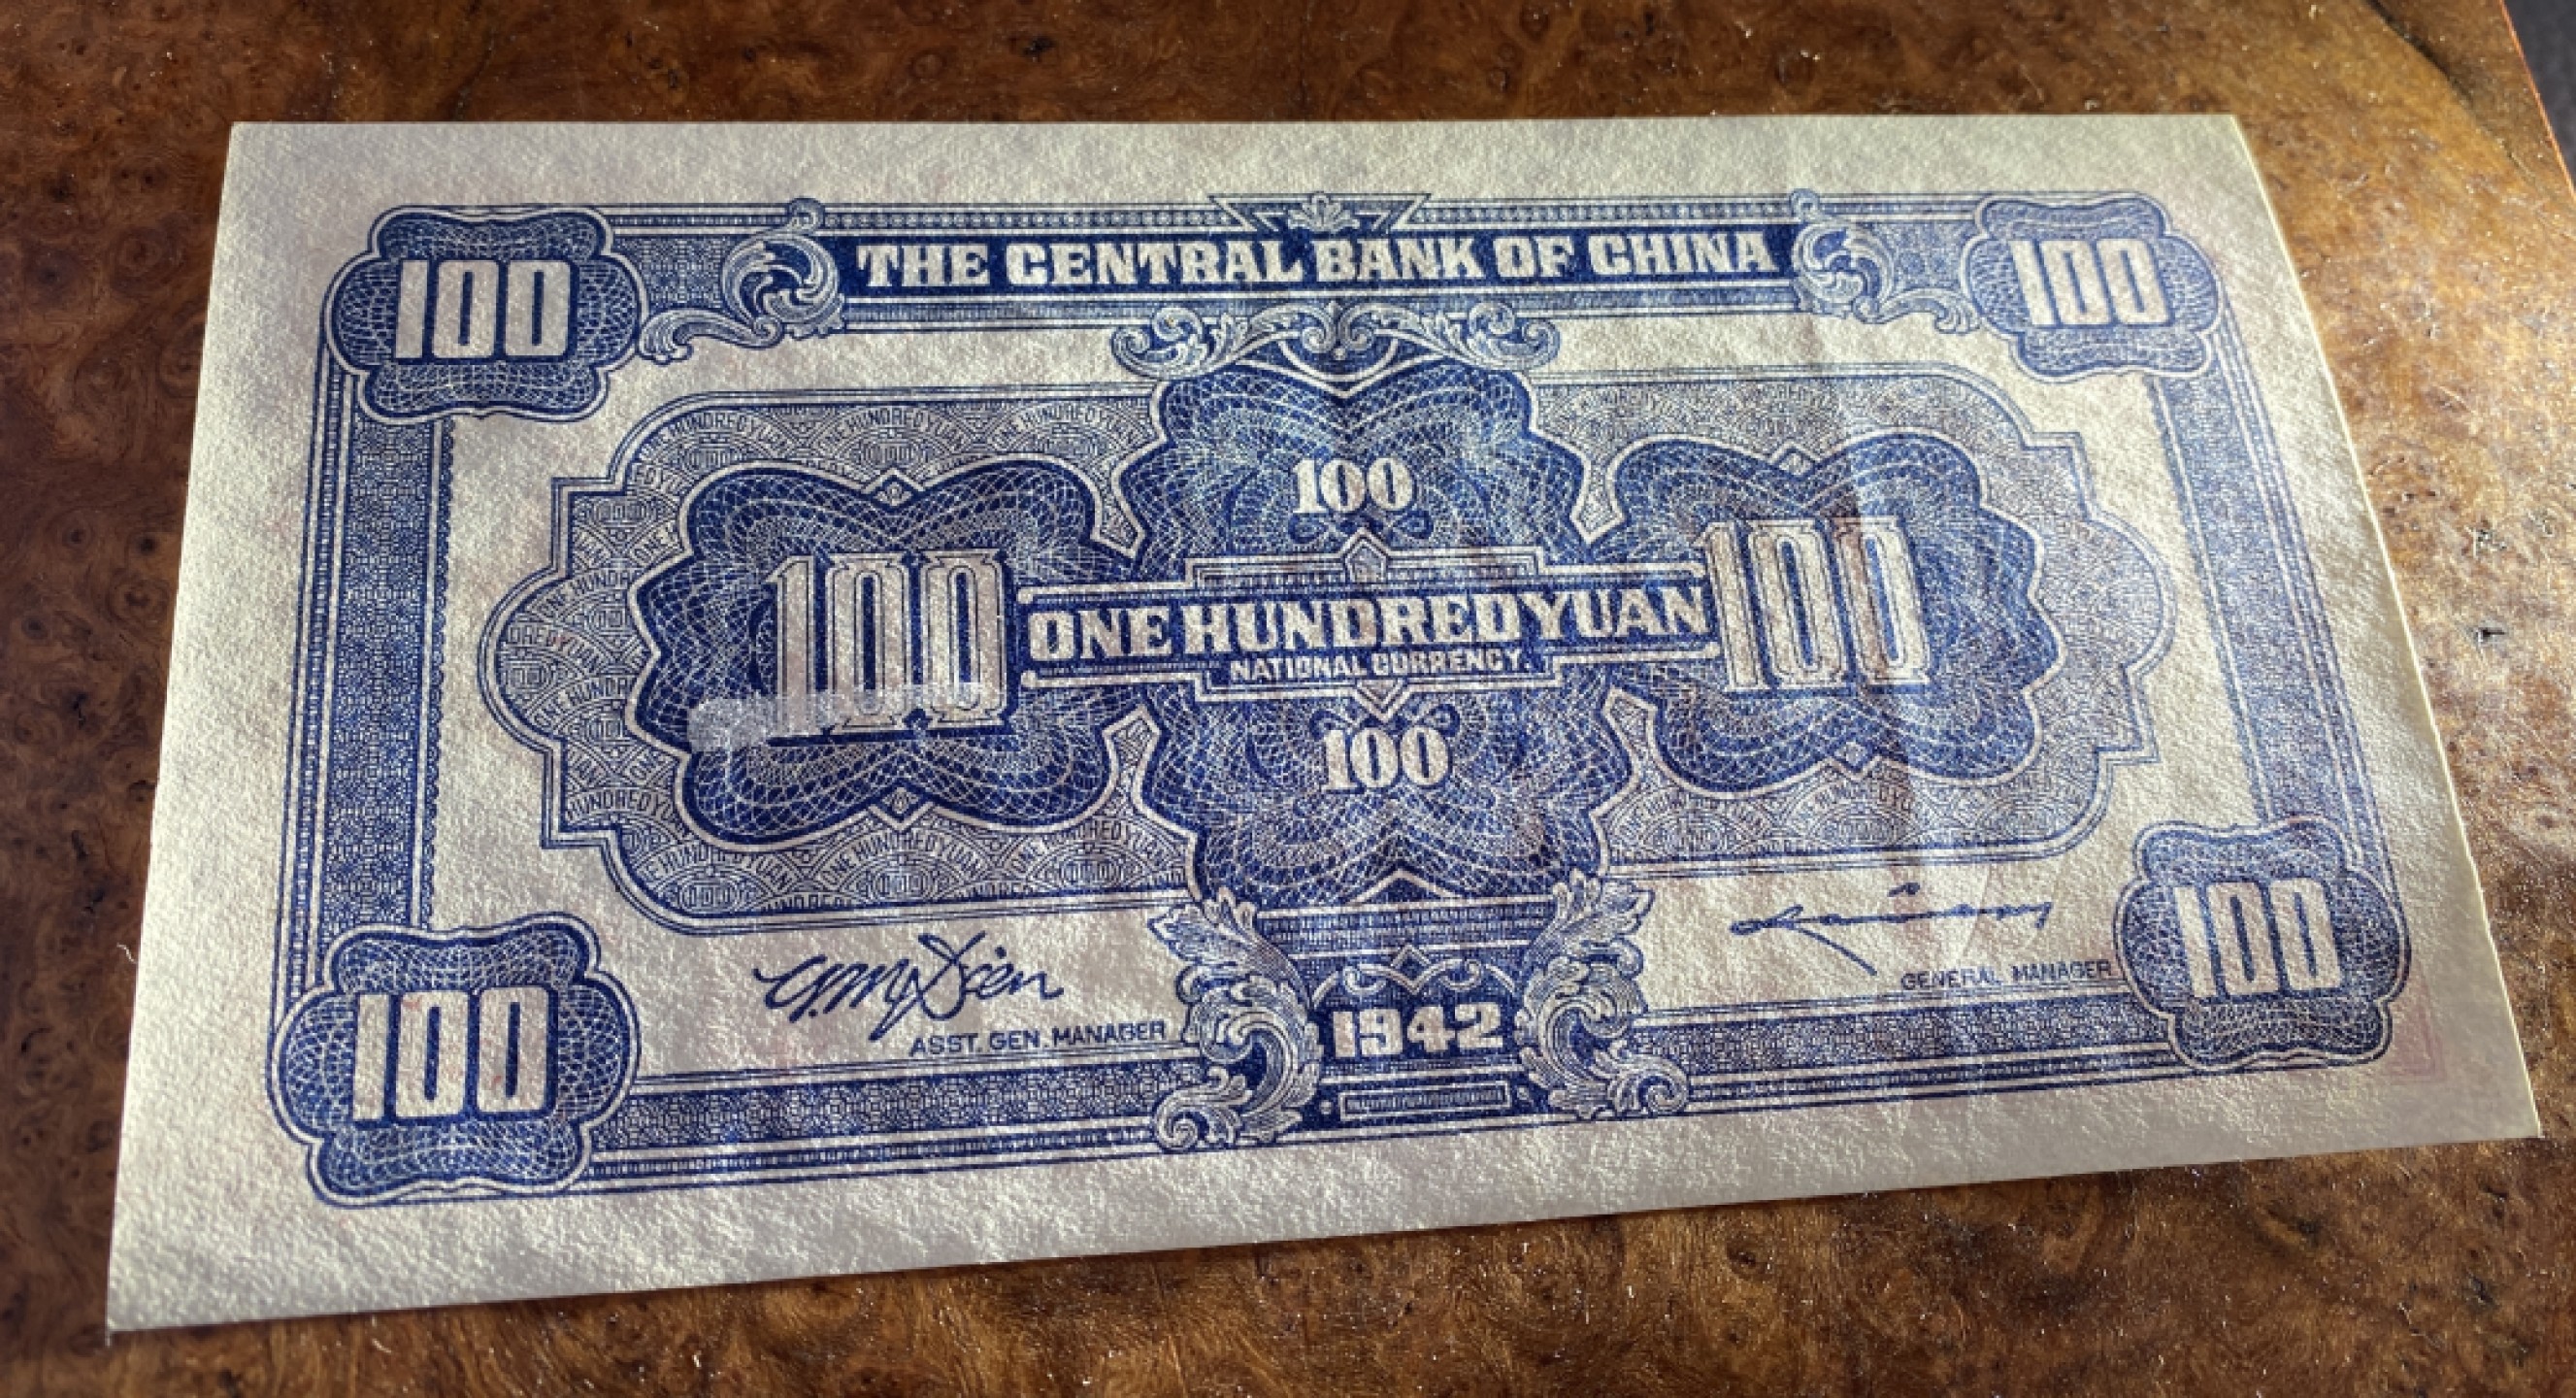 100 THE CENTRAL BANK OF CHINA 100
100
100 ONE HUNDRED YUAN 100
NATIONAL CURRENCY.
100
ASST. GEN. MANAGER
GENERAL MANAGER
100 1942 100